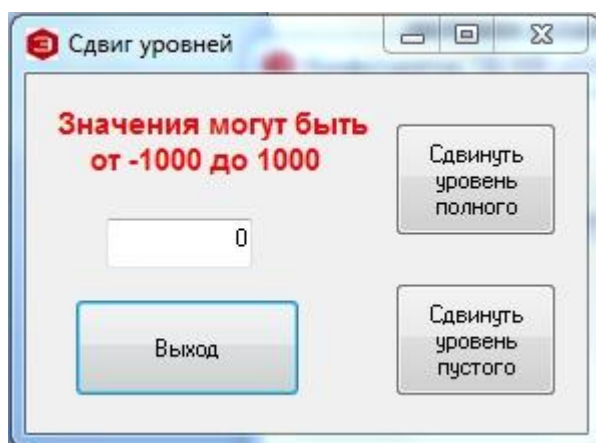 Сдвиг уровней
Значения могут быть
от -1000 до 1000
Сдвинуть
уровень
полного
0
Выход
Сдвинуть
уровень
пустого